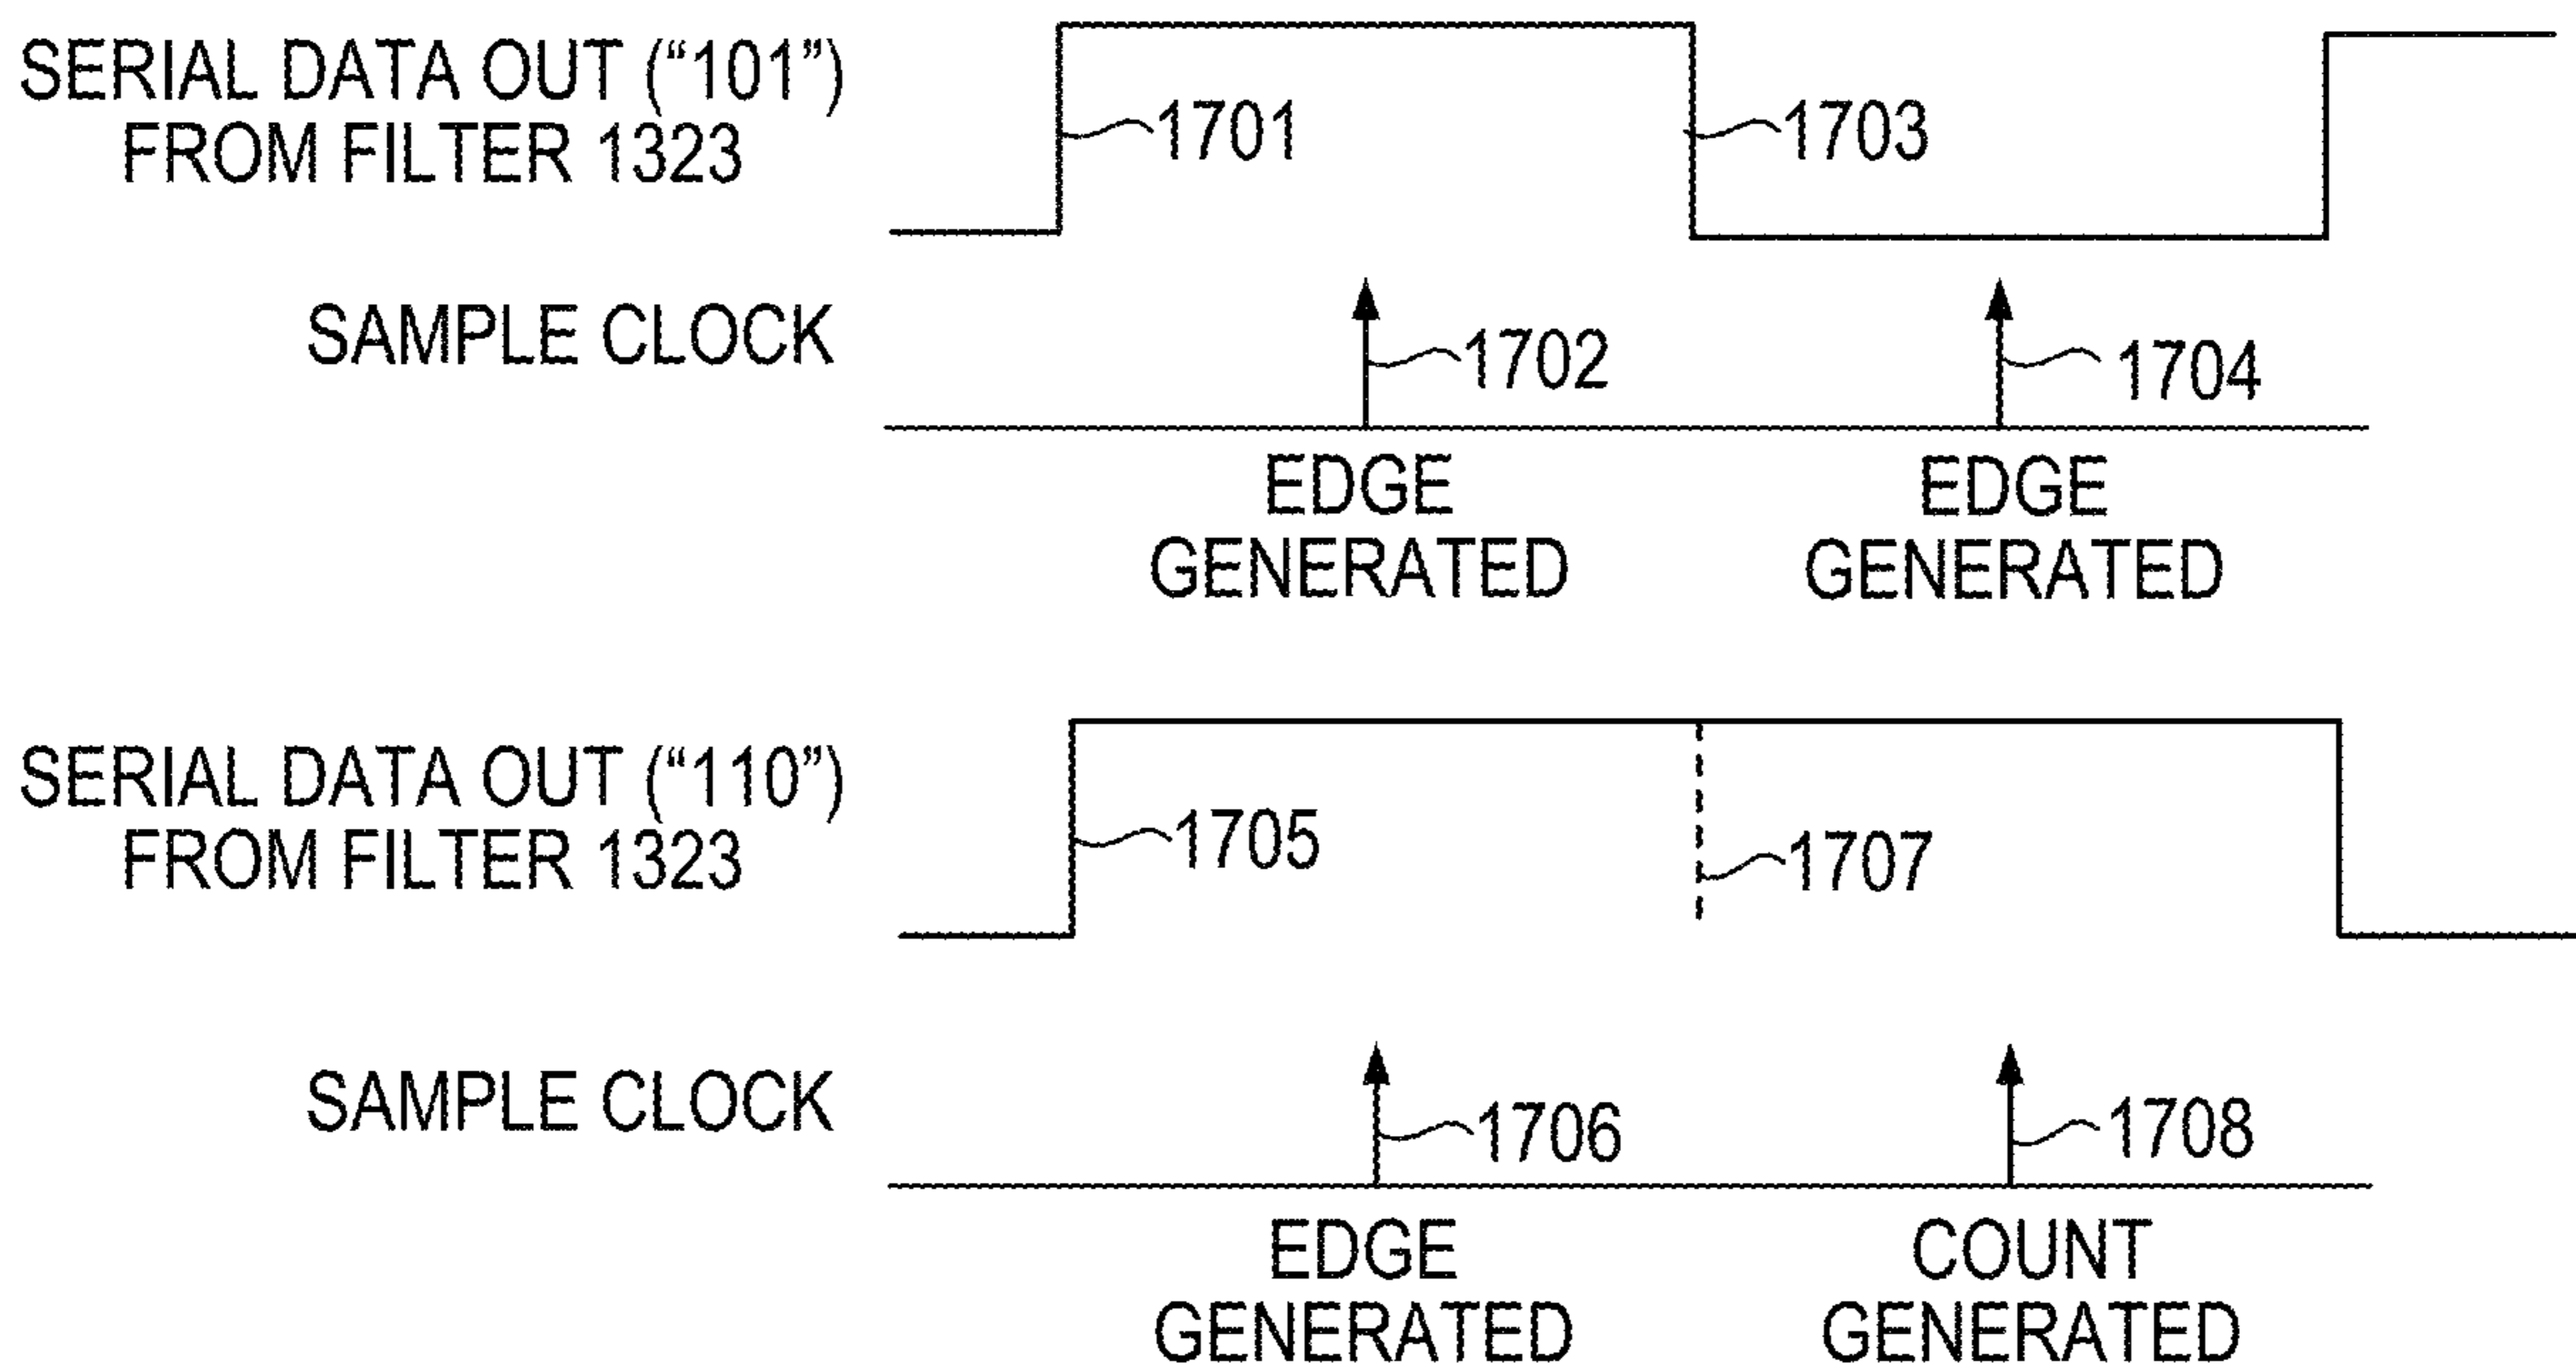 SERIAL DATA OUT (“101”)
FROM FILTER 1323
1701
1703
SAMPLE CLOCK
1702
1704
EDGE
GENERATED
EDGE
GENERATED
SERIAL DATA OUT (“110”)
FROM FILTER 1323
1705
1707
SAMPLE CLOCK
1706
1708
EDGE
GENERATED
COUNT
GENERATED